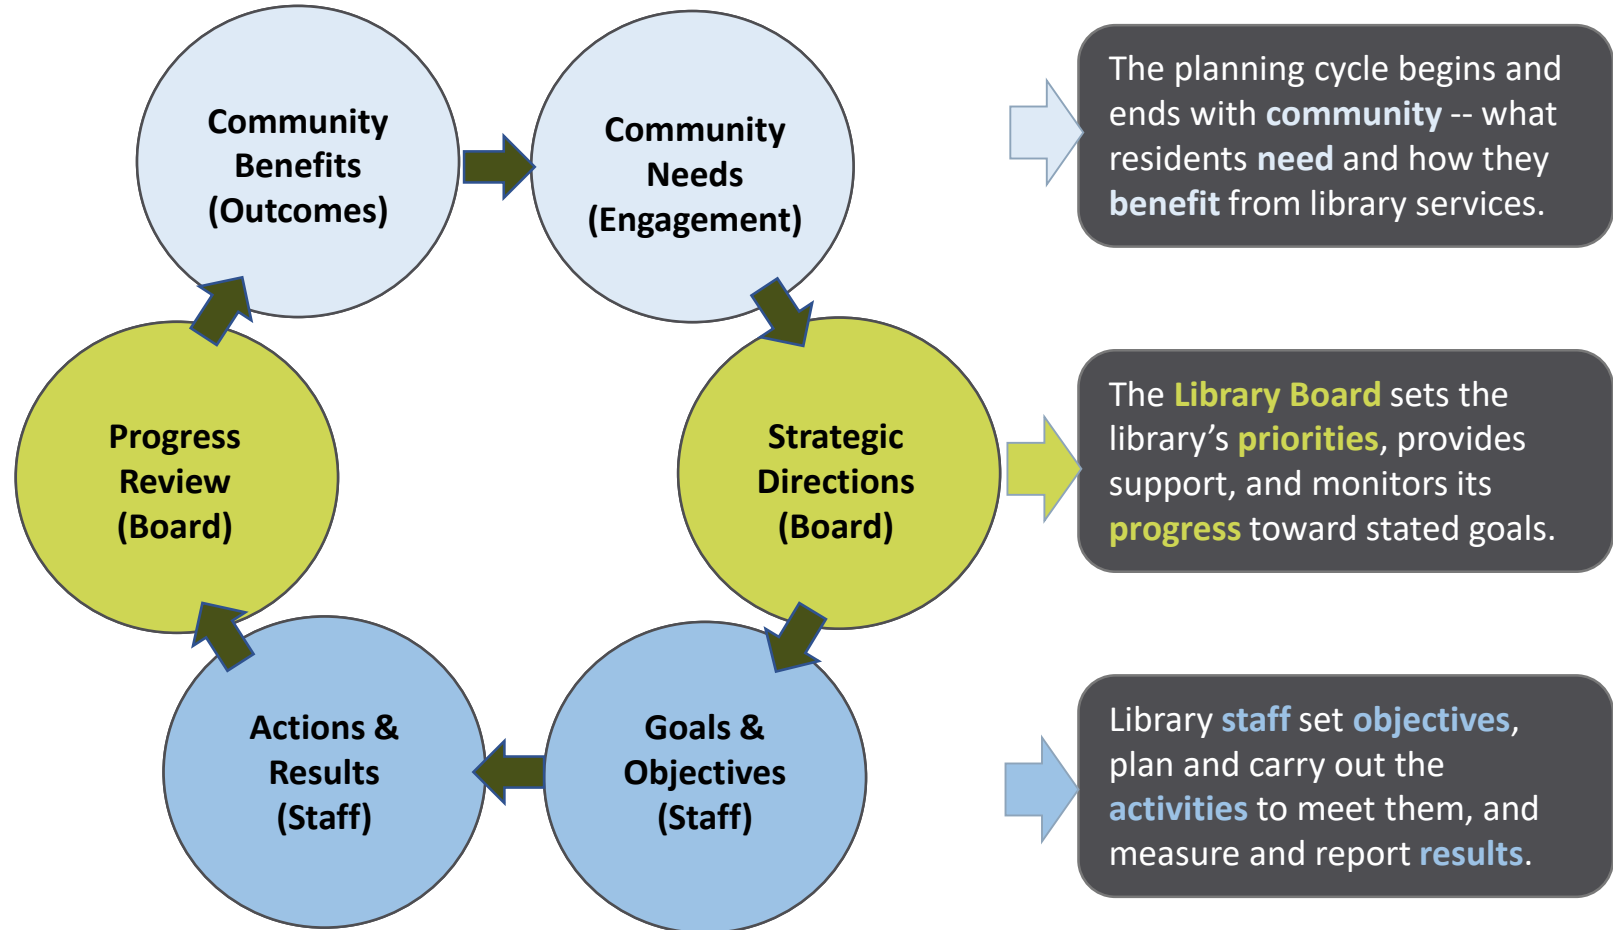 Community
Benefits
(Outcomes)
Community
Needs
(Engagement)
The planning cycle begins and
ends with community -- what
residents need and how they
benefit from library services.
Progress
Review
(Board)
Strategic
Directions
(Board)
The Library Board sets the
library’s priorities, provides
support, and monitors its
progress toward stated goals.
Actions &
Results
(Staff)
Goals &
Objectives
(Staff)
Library staff set objectives,
plan and carry out the
activities to meet them, and
measure and report results.